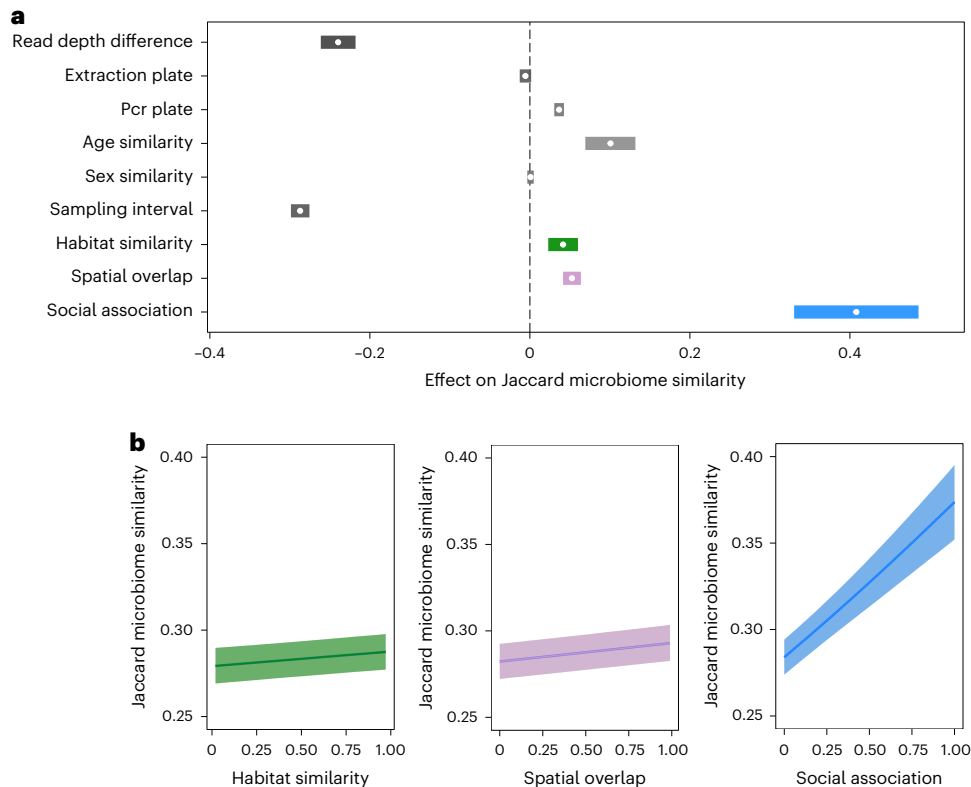 a
Read depth difference
Extraction plate
Pcr plate
Age similarity
Sex similarity
Sampling interval
Habitat similarity
Spatial overlap
Social association
–0.4
–0.2
0
0.2
0.4
Effect on Jaccard microbiome similarity
b
Jaccard microbiome similarity
0.40
0.35
0.30
0.25
0
0.25
0.50
0.75
1.00
Habitat similarity
Jaccard microbiome similarity
0.40
0.35
0.30
0.25
0
0.25
0.50
0.75
1.00
Spatial overlap
Jaccard microbiome similarity
0.40
0.35
0.30
0.25
0
0.25
0.50
0.75
1.00
Social association